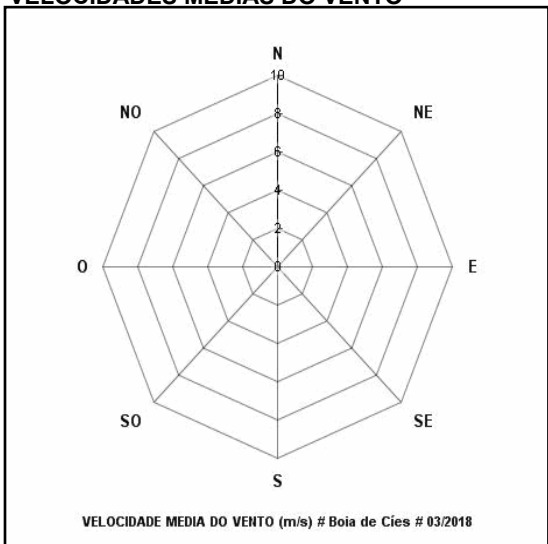 VELOCIDADES MEDIAS DO VENTO
N
10
NO
NE
8
6
4
2
O
0
E
SO
SE
S
VELOCIDADE MEDIA DO VENTO (m/s) # Boia de Cíes # 03/2018